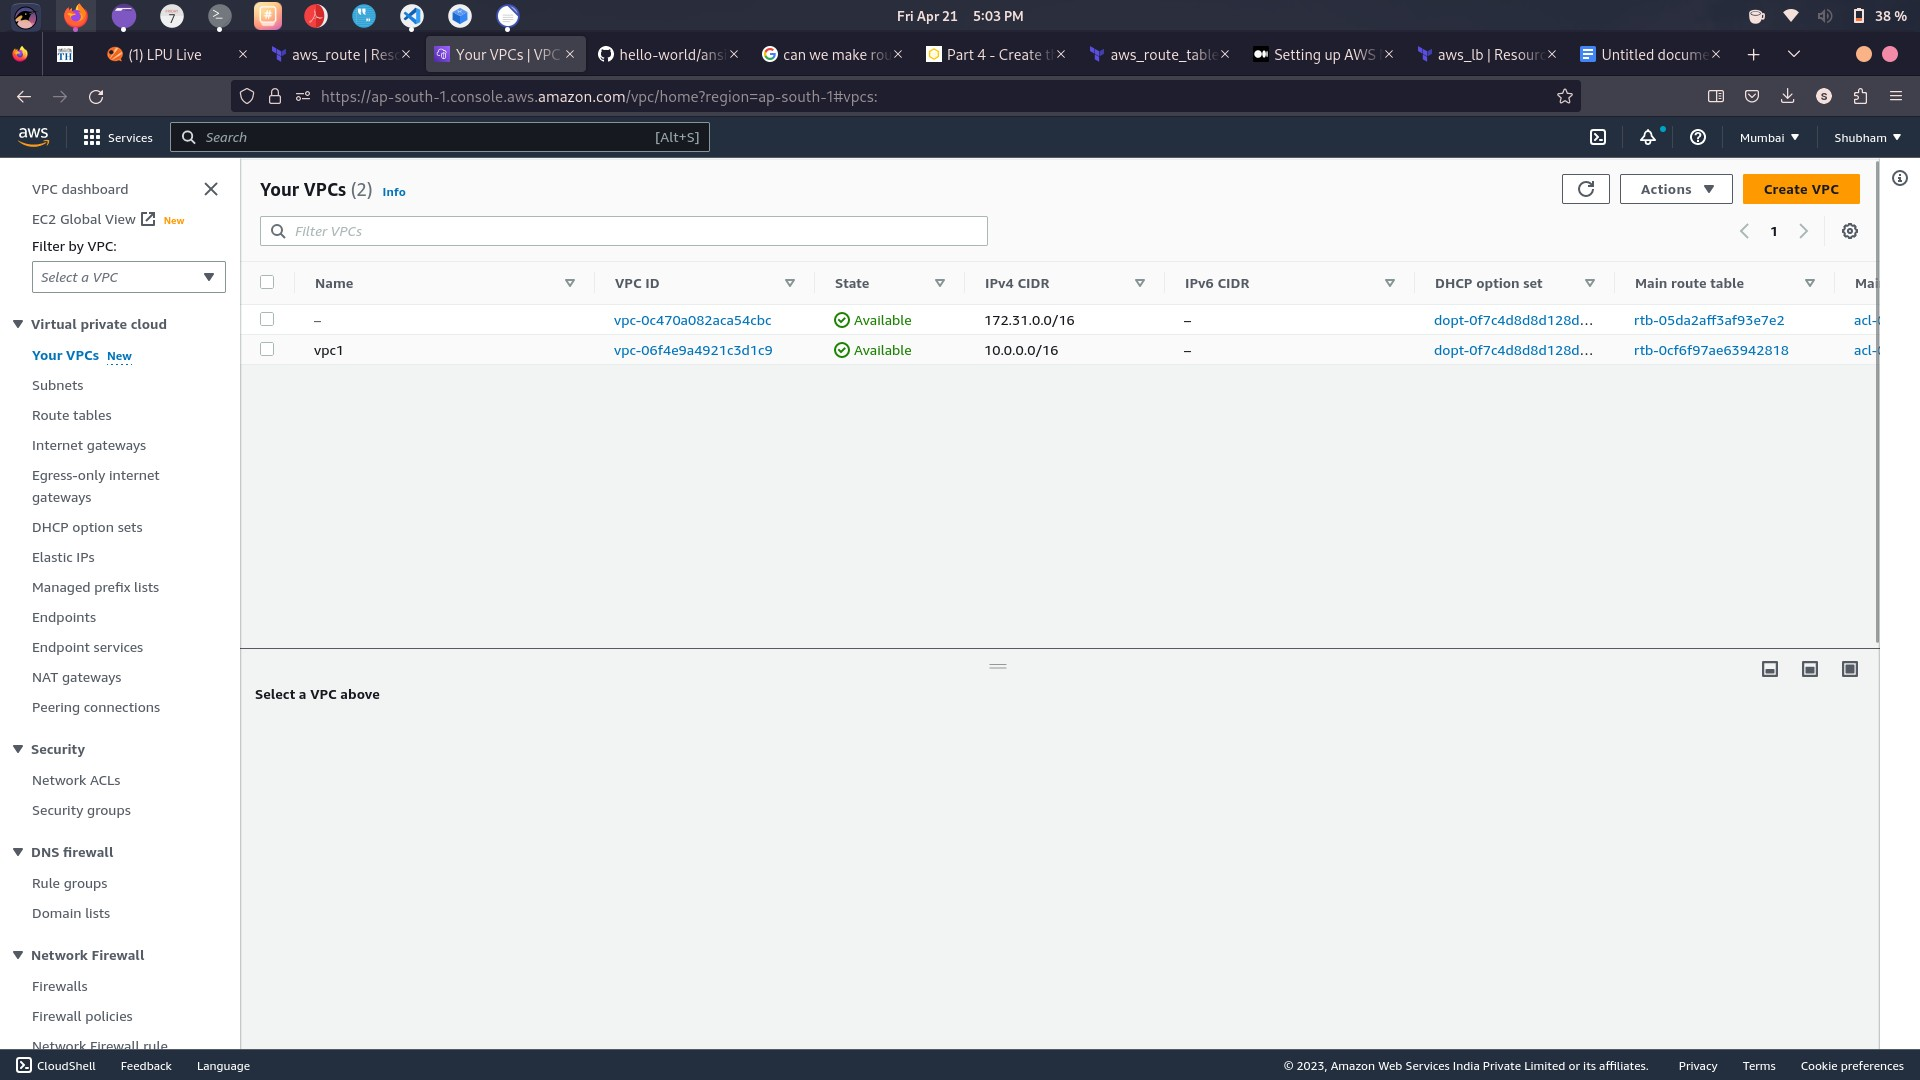 Fri Apr 21 5:03 PM
38 %
(1) LPU Live
aws_route | Res
Your VPCs | VPC
hello-world/ans
can we make rou
Part 4 - Create t
aws_route_table
Setting up AWS
aws_lb | Resour
Untitled docume
https://ap-south-1.console.aws.amazon.com/vpc/home?region=ap-south-1#vpcs:
aws
Services
Search
[Alt+S]
Mumbai
Shubham
VPC dashboard
EC2 Global View New
Filter by VPC:
Select a VPC
Virtual private cloud
Your VPCs New
Subnets
Route tables
Internet gateways
Egress-only internet
gateways
DHCP option sets
Elastic IPs
Managed prefix lists
Endpoints
Endpoint services
NAT gateways
Peering connections
Security
Network ACLs
Security groups
DNS firewall
Rule groups
Domain lists
Network Firewall
Firewalls
Firewall policies
Network Firewall rule
Your VPCs (2) Info
Actions
Create VPC
Filter VPCs
1
Name VPC ID State IPv4 CIDR IPv6 CIDR DHCP option set Main route table Mai
– vpc-0c470a082aca54cbc Available 172.31.0.0/16 – dopt-0f7c4d8d8d128d... rtb-05da2aff3af93e7e2 acl-
vpc1 vpc-06f4e9a4921c3d1c9 Available 10.0.0.0/16 – dopt-0f7c4d8d8d128d... rtb-0cf6f97ae63942818 acl-
Select a VPC above
CloudShell Feedback Language
© 2023, Amazon Web Services India Private Limited or its affiliates. Privacy Terms Cookie preferences